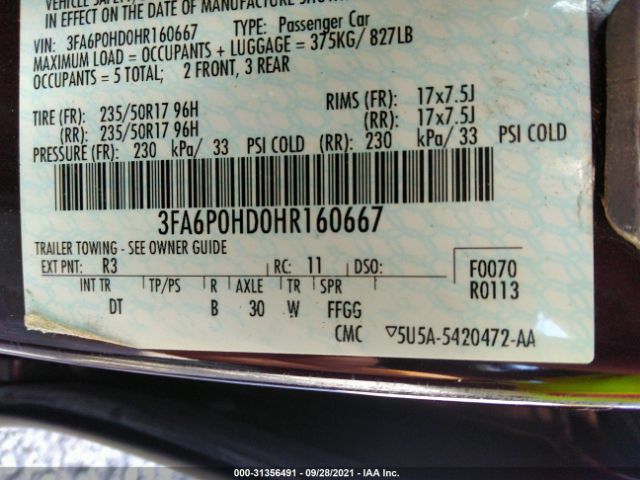 VEHICLE SAFETY,
IN EFFECT ON THE DATE OF MANUFACTURE SHOWN
VIN: 3FA6P0HD0HR160667 TYPE: Passenger Car
MAXIMUM LOAD = OCCUPANTS + LUGGAGE = 375KG/ 827LB
OCCUPANTS = 5 TOTAL; 2 FRONT, 3 REAR
TIRE (FR): 235/50R17 96H RIMS (FR): 17x7.5J
(RR): 235/50R17 96H (RR): 17x7.5J
PRESSURE (FR): 230 kPa/ 33 PSI COLD (RR): 230 kPa/ 33 PSI COLD
3FA6P0HD0HR160667
TRAILER TOWING - SEE OWNER GUIDE
EXT PNT: R3 RC: 11 DSO: F0070
INT TR TP/PS R AXLE TR SPR R0113
DT B 30 W FFGG
CMC ▽5U5A-5420472-AA
000-31356491 - 09/28/2021 - IAA Inc.